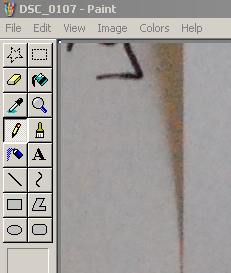 DSC_0107 - Paint
File Edit View Image Colors Help
A